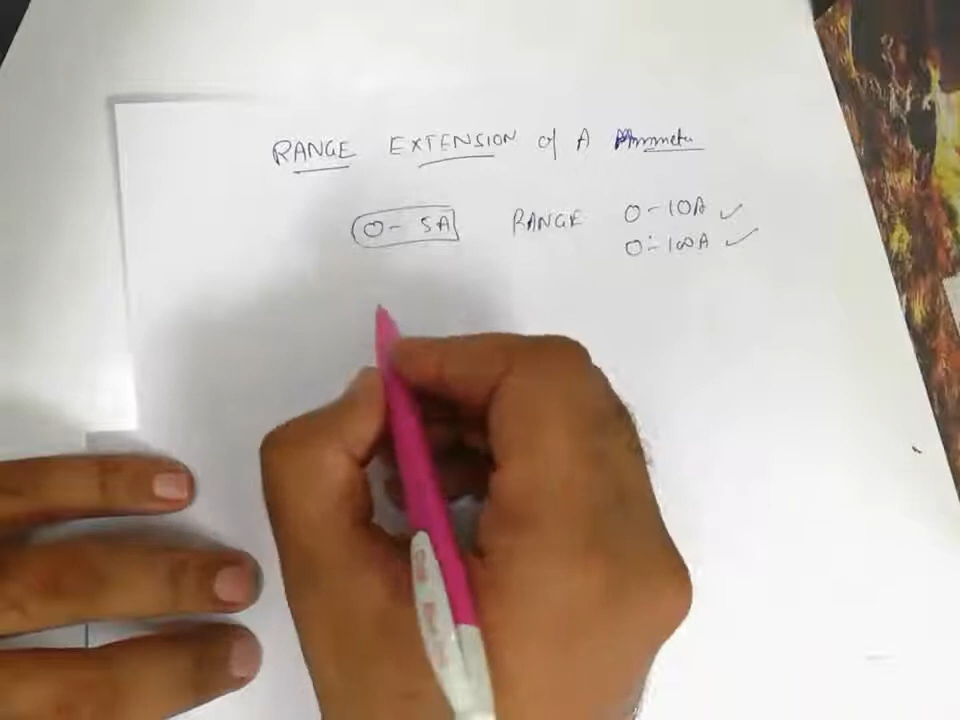 RANGE EXTENSION of A Ammeter
0 - 5A RANGE 0 - 10A ✓
0 - 100A ✓